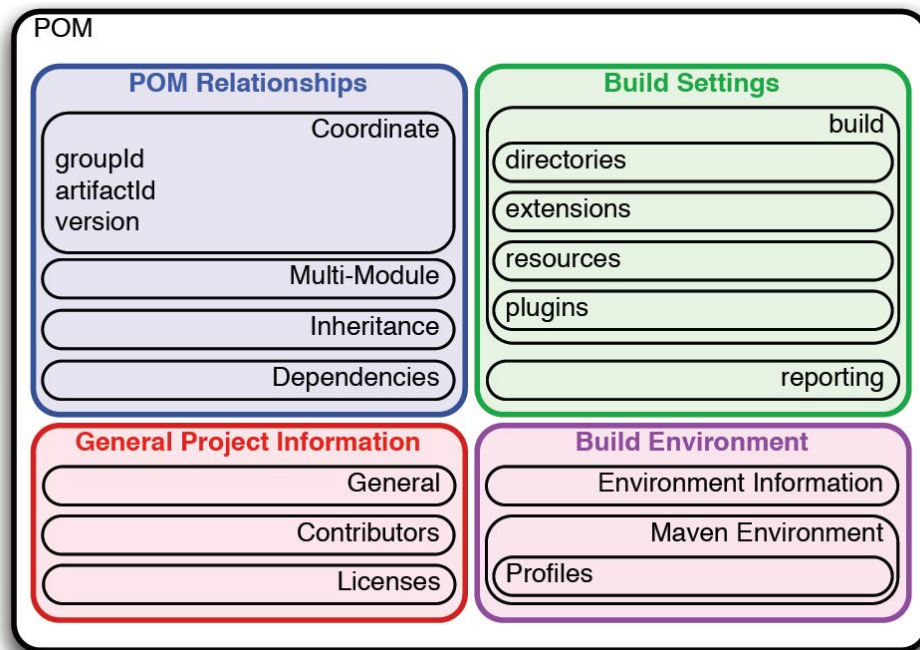 POM
POM Relationships
Coordinate
groupId
artifactId
version
Multi-Module
Inheritance
Dependencies
Build Settings
build
directories
extensions
resources
plugins
reporting
General Project Information
General
Contributors
Licenses
Build Environment
Environment Information
Maven Environment
Profiles